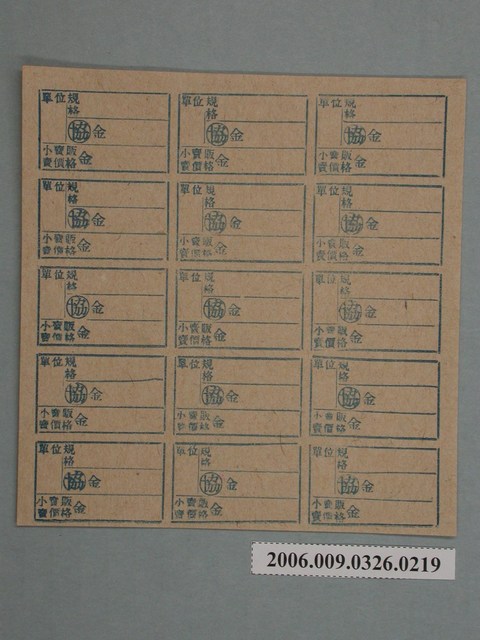 單位規
格
協金
小賣販
賣價格金
單位規
格
協金
小賣販
賣價格金
單位規
格
協金
小賣販
賣價格金
單位規
格
協金
小賣販
賣價格金
單位規
格
協金
小賣販
賣價格金
單位規
格
協金
小賣販
賣價格金
單位規
格
協金
小賣販
賣價格金
單位規
格
協金
小賣販
賣價格金
單位規
格
協金
小賣販
賣價格金
單位規
格
協金
小賣販
賣價格金
單位規
格
協金
小賣販
賣價格金
單位規
格
協金
小賣販
賣價格金
單位規
格
協金
小賣販
賣價格金
單位規
格
協金
小賣販
賣價格金
單位規
格
協金
小賣販
賣價格金
2006.009.0326.0219